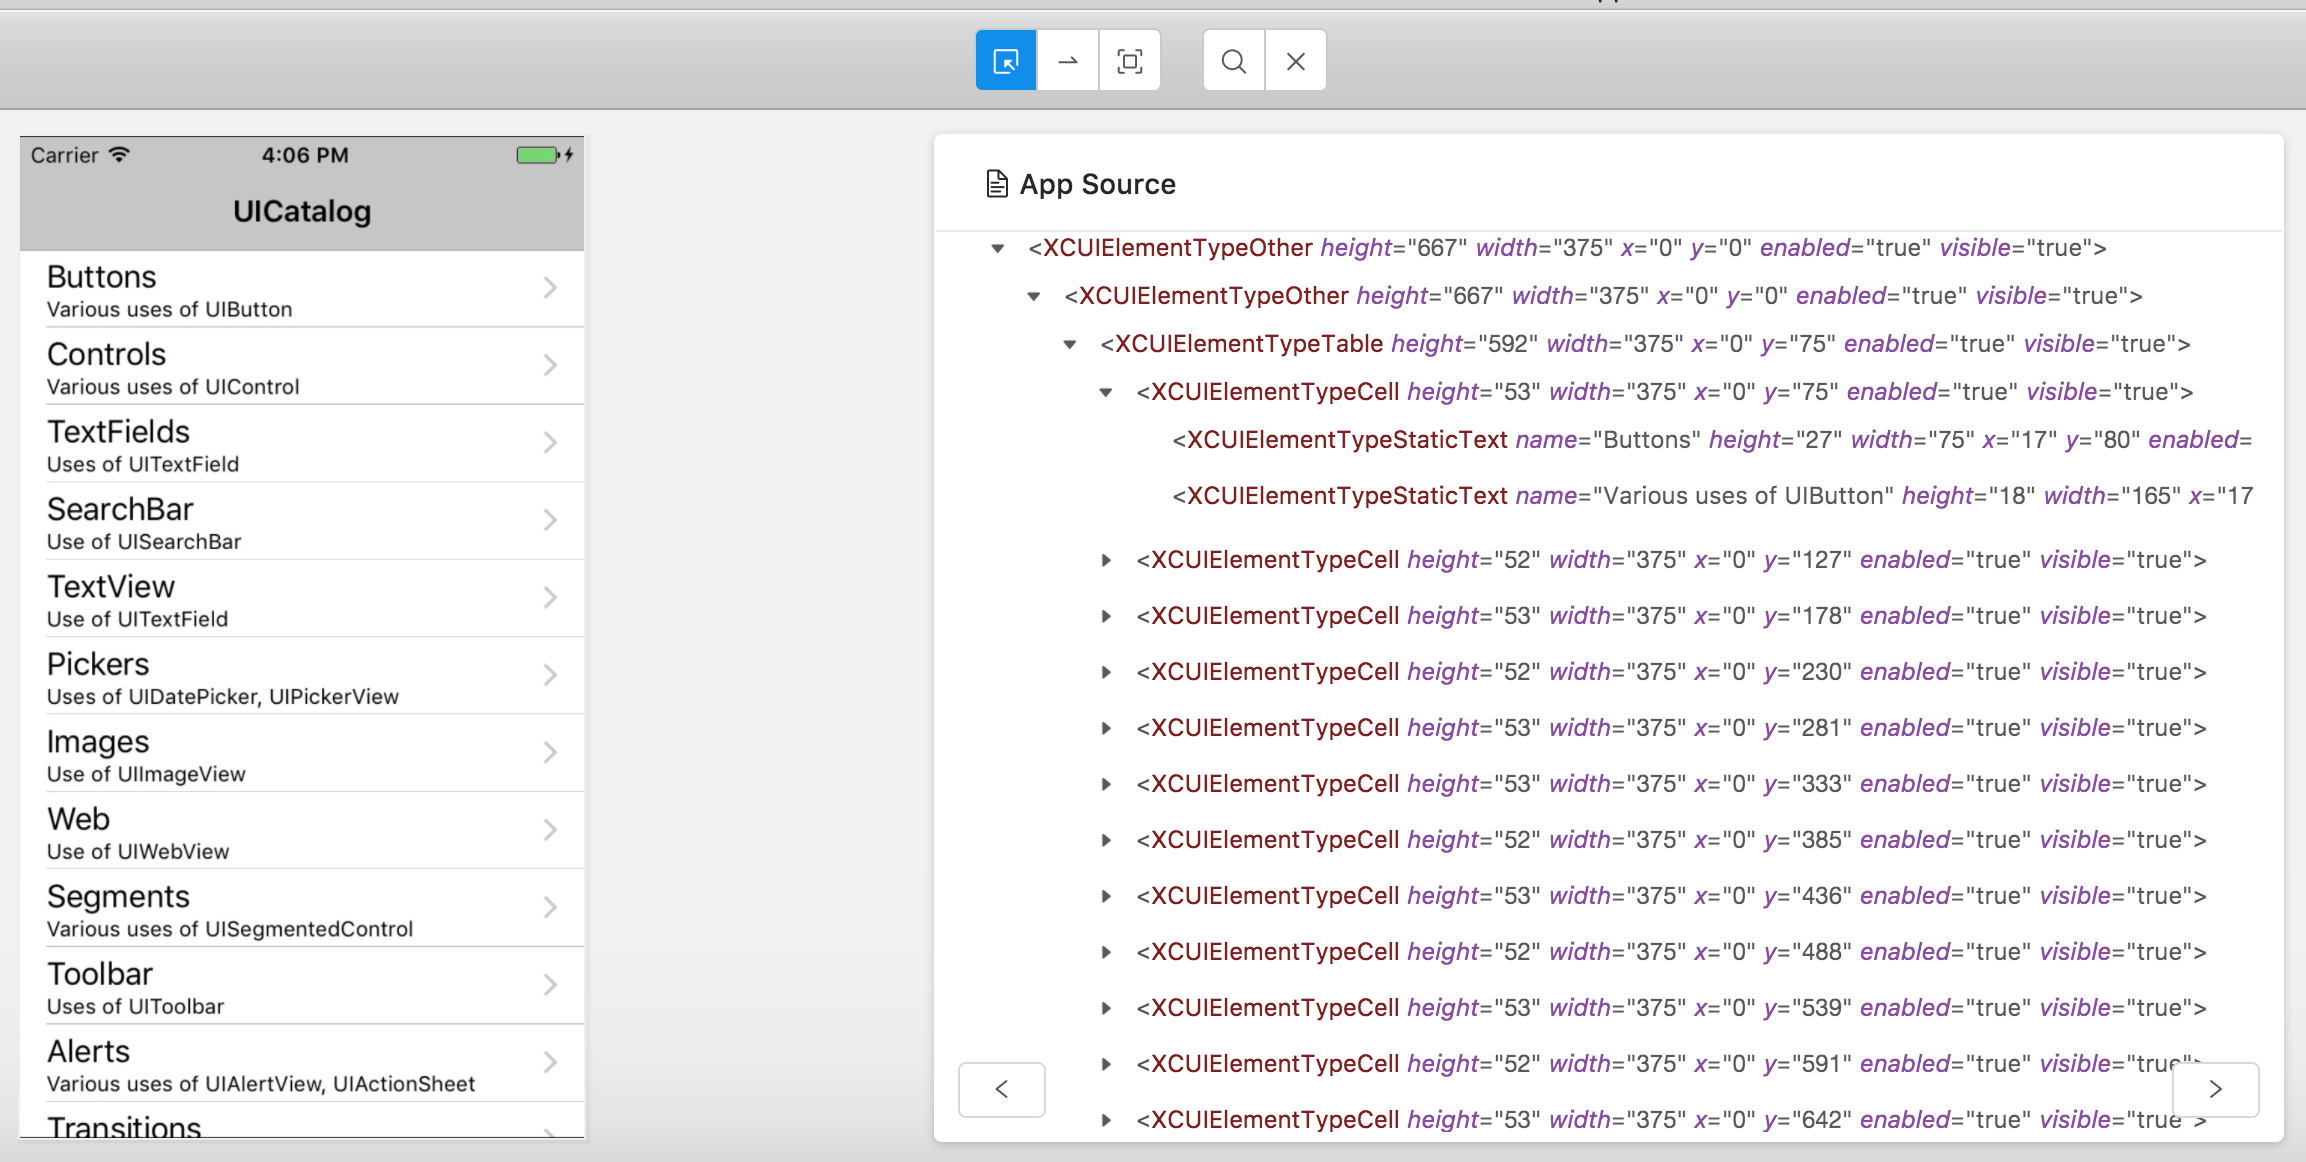 Carrier 4:06 PM
UICatalog
Buttons
Various uses of UIButton
Controls
Various uses of UIControl
TextFields
Uses of UITextField
SearchBar
Use of UISearchBar
TextView
Use of UITextField
Pickers
Uses of UIDatePicker, UIPickerView
Images
Use of UIImageView
Web
Use of UIWebView
Segments
Various uses of UISegmentedControl
Toolbar
Uses of UIToolbar
Alerts
Various uses of UIAlertView, UIActionSheet
Transitions
App Source
<XCUIElementTypeOther height="667" width="375" x="0" y="0" enabled="true" visible="true">
<XCUIElementTypeOther height="667" width="375" x="0" y="0" enabled="true" visible="true">
<XCUIElementTypeTable height="592" width="375" x="0" y="75" enabled="true" visible="true">
<XCUIElementTypeCell height="53" width="375" x="0" y="75" enabled="true" visible="true">
<XCUIElementTypeStaticText name="Buttons" height="27" width="75" x="17" y="80" enabled=
<XCUIElementTypeStaticText name="Various uses of UIButton" height="18" width="165" x="17
<XCUIElementTypeCell height="52" width="375" x="0" y="127" enabled="true" visible="true">
<XCUIElementTypeCell height="53" width="375" x="0" y="178" enabled="true" visible="true">
<XCUIElementTypeCell height="52" width="375" x="0" y="230" enabled="true" visible="true">
<XCUIElementTypeCell height="53" width="375" x="0" y="281" enabled="true" visible="true">
<XCUIElementTypeCell height="53" width="375" x="0" y="333" enabled="true" visible="true">
<XCUIElementTypeCell height="52" width="375" x="0" y="385" enabled="true" visible="true">
<XCUIElementTypeCell height="53" width="375" x="0" y="436" enabled="true" visible="true">
<XCUIElementTypeCell height="52" width="375" x="0" y="488" enabled="true" visible="true">
<XCUIElementTypeCell height="53" width="375" x="0" y="539" enabled="true" visible="true">
<XCUIElementTypeCell height="52" width="375" x="0" y="591" enabled="true" visible="true">
<XCUIElementTypeCell height="53" width="375" x="0" y="642" enabled="true" visible="true">